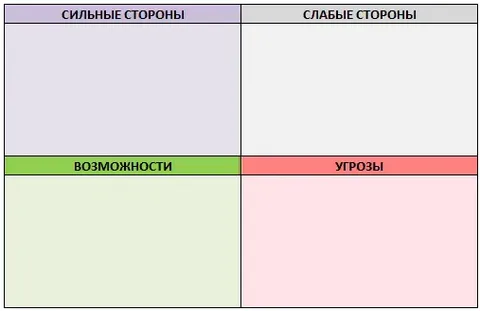 СИЛЬНЫЕ СТОРОНЫ
СЛАБЫЕ СТОРОНЫ
ВОЗМОЖНОСТИ
УГРОЗЫ